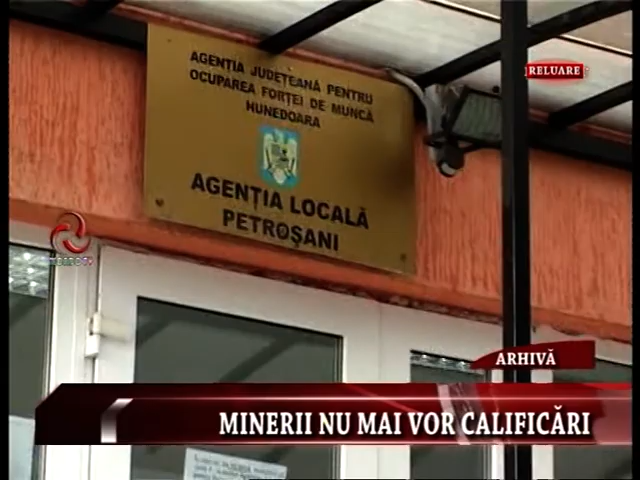 AGENȚIA JUDEȚEANĂ PENTRU
OCUPAREA FORȚEI DE MUNCĂ
HUNEDOARA
AGENȚIA LOCALĂ
PETROȘANI
RELUARE
ARHIVĂ
MINERII NU MAI VOR CALIFICĂRI